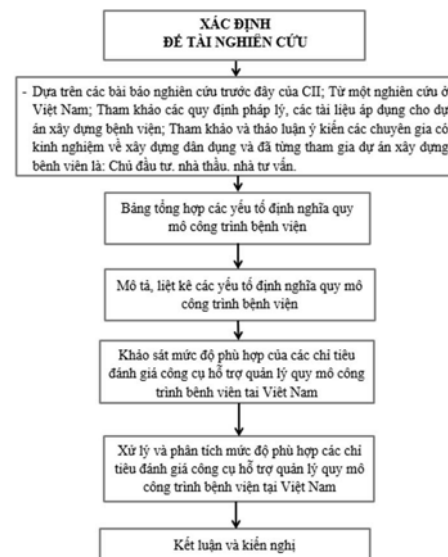 XÁC ĐỊNH
ĐỀ TÀI NGHIÊN CỨU
- Dựa trên các bài báo nghiên cứu trước đây của CII; Từ một nghiên cứu ở
Việt Nam; Tham khảo các quy định pháp lý, các tài liệu áp dụng cho dự
án xây dựng bệnh viện; Tham khảo và thảo luận ý kiến các chuyên gia có
kinh nghiệm về xây dựng dân dụng và đã từng tham gia dự án xây dựng
bệnh viện là: Chủ đầu tư, nhà thầu, nhà tư vấn.
Bảng tổng hợp các yếu tố định nghĩa quy
mô công trình bệnh viện
Mô tả, liệt kê các yếu tố định nghĩa quy mô
công trình bệnh viện
Khảo sát mức độ phù hợp của các chỉ tiêu
đánh giá công cụ hỗ trợ quản lý quy mô công
trình bệnh viện tại Việt Nam
Xử lý và phân tích mức độ phù hợp các chỉ
tiêu đánh giá công cụ hỗ trợ quản lý quy mô
công trình bệnh viện tại Việt Nam
Kết luận và kiến nghị